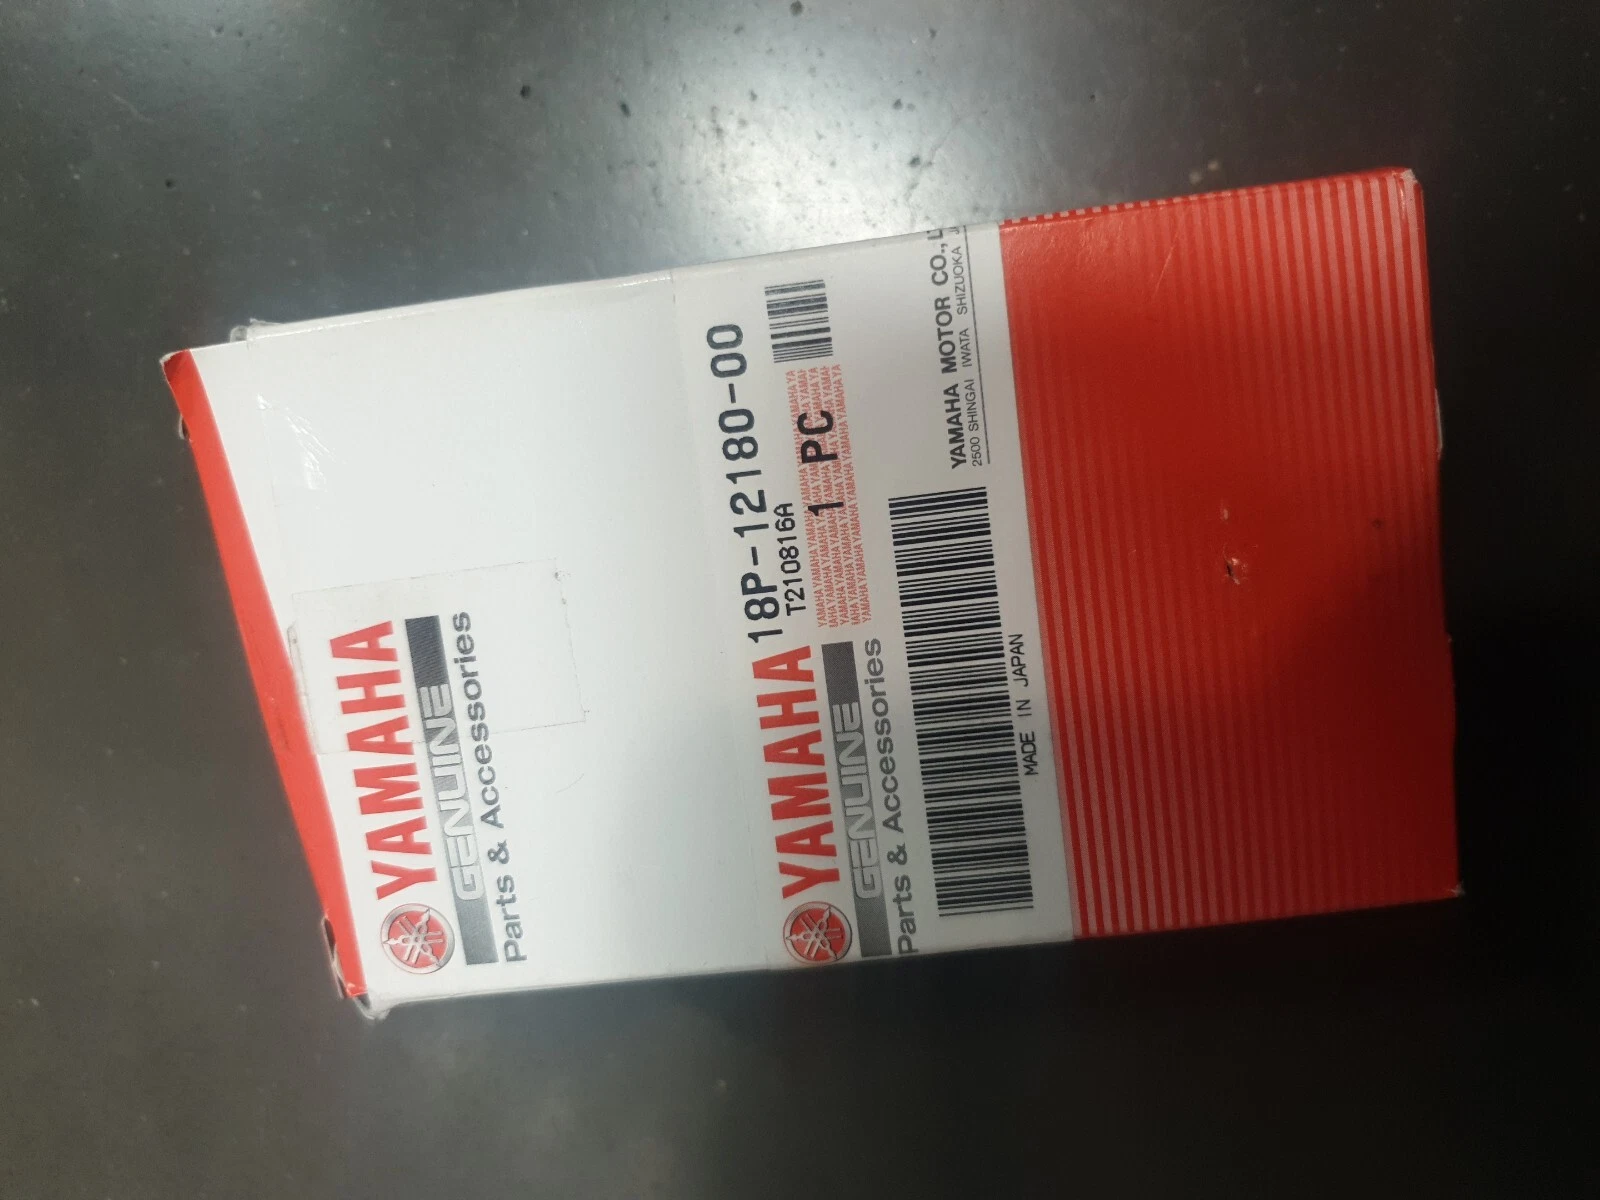 YAMAHA
GENUINE
Parts & Accessories
18P-12180-00
T210816A
1 PC
YAMAHA
GENUINE
Parts & Accessories
YAMAHA MOTOR CO.,
2500 SHINGAI IWATA SHIZUOKA
MADE IN JAPAN